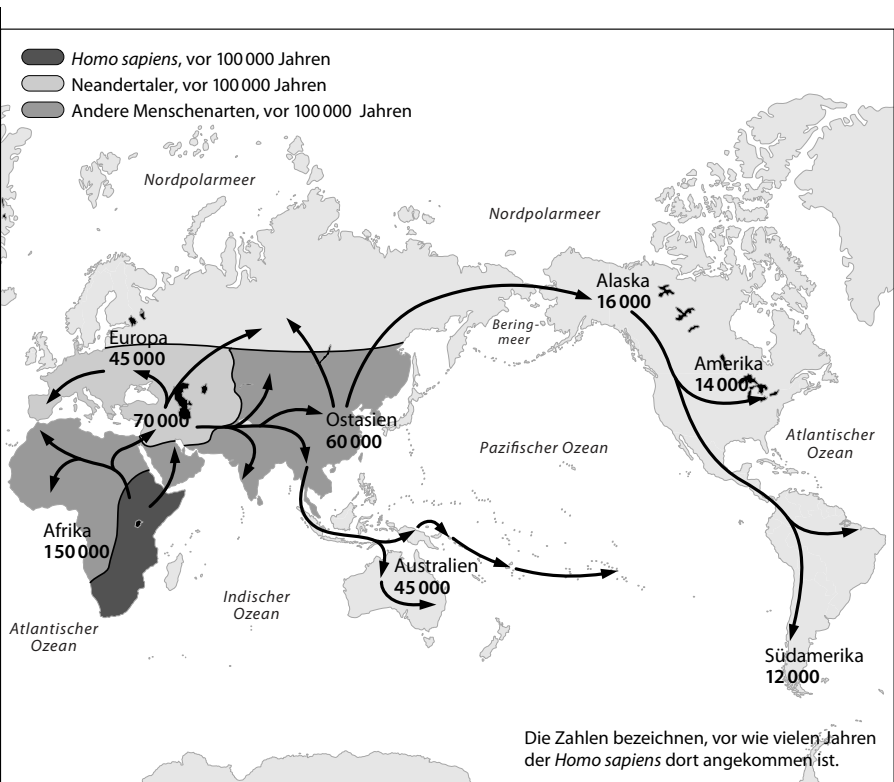 Homo sapiens, vor 100 000 Jahren
Neandertaler, vor 100 000 Jahren
Andere Menschenarten, vor 100 000 Jahren
Nordpolarmeer
Nordpolarmeer
Alaska
16 000
Bering-
meer
Europa
45 000
Amerika
14 000
70 000
Ostasien
60 000
Pazifischer Ozean
Atlantischer
Ozean
Afrika
150 000
Australien
45 000
Indischer
Ozean
Atlantischer
Ozean
Südamerika
12 000
Die Zahlen bezeichnen, vor wie vielen Jahren
der Homo sapiens dort angekommen ist.